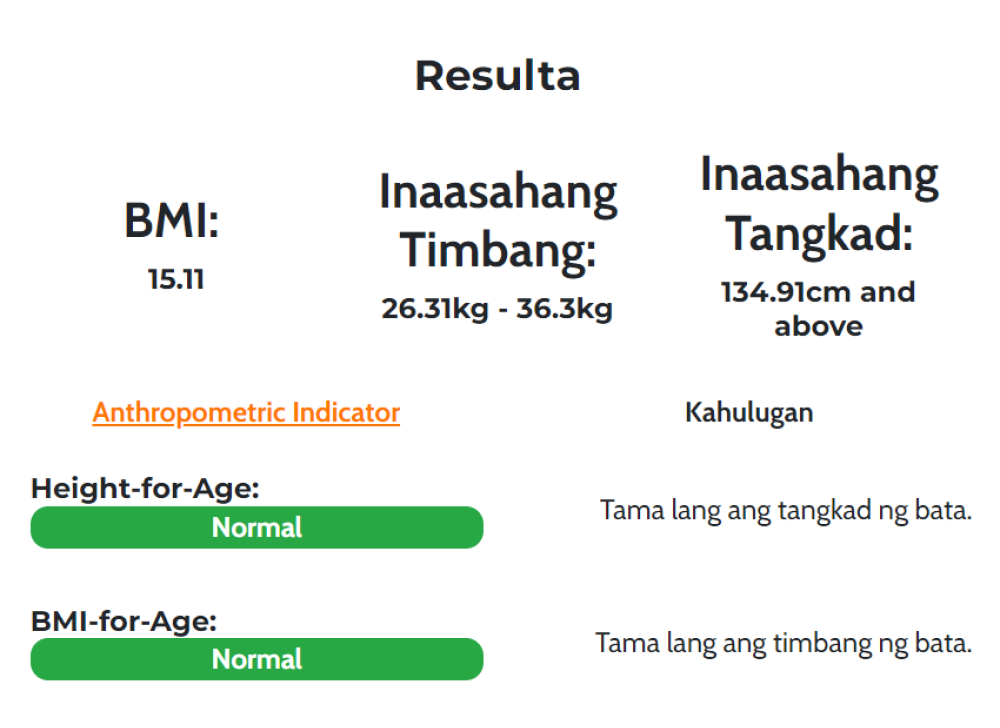 Resulta
BMI:
15.11
Inaasahang
Timbang:
26.31kg - 36.3kg
Inaasahang
Tangkad:
134.91cm and
above
Anthropometric Indicator
Kahulugan
Height-for-Age:
Normal
Tama lang ang tangkad ng bata.
BMI-for-Age:
Normal
Tama lang ang timbang ng bata.